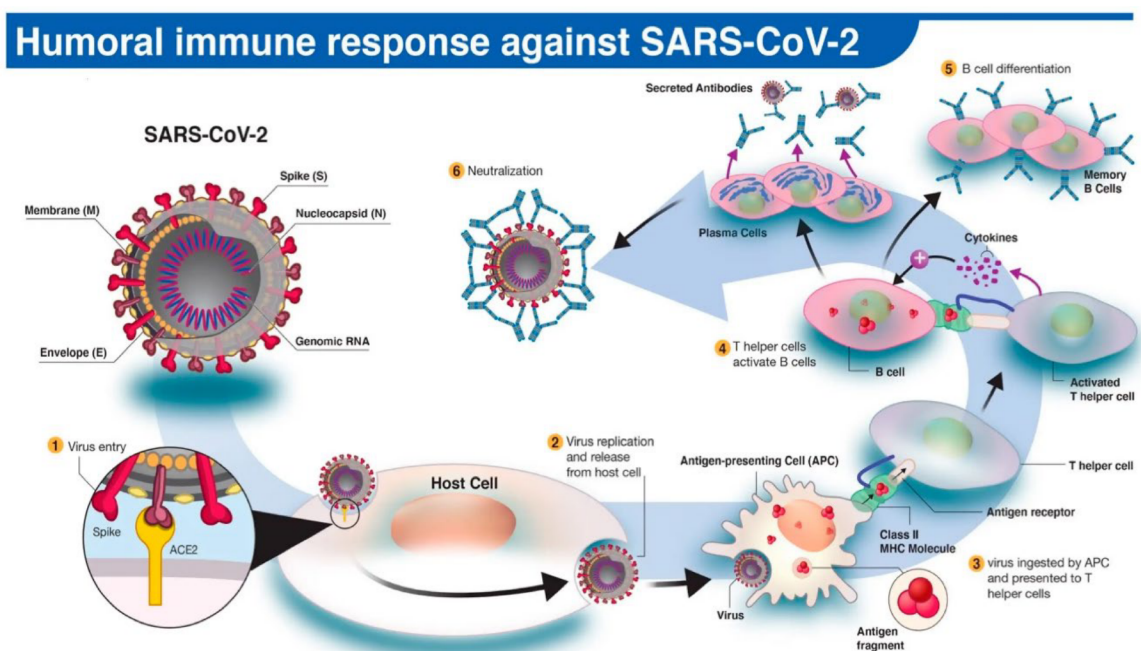 Humoral immune response against SARS-CoV-2
SARS-CoV-2
Spike (S)
Membrane (M)
Nucleocapsid (N)
Envelope (E)
Genomic RNA
1 Virus entry
Spike
ACE2
Host Cell
2 Virus replication
and release
from host cell
Antigen-presenting Cell (APC)
Virus
Antigen
fragment
Class II
MHC Molecule
Antigen receptor
T helper cell
3 virus ingested by APC
and presented to T
helper cells
Activated
T helper cell
Cytokines
+
4 T helper cells
activate B cells
B cell
5 B cell differentiation
Memory
B Cells
Plasma Cells
Secreted Antibodies
6 Neutralization